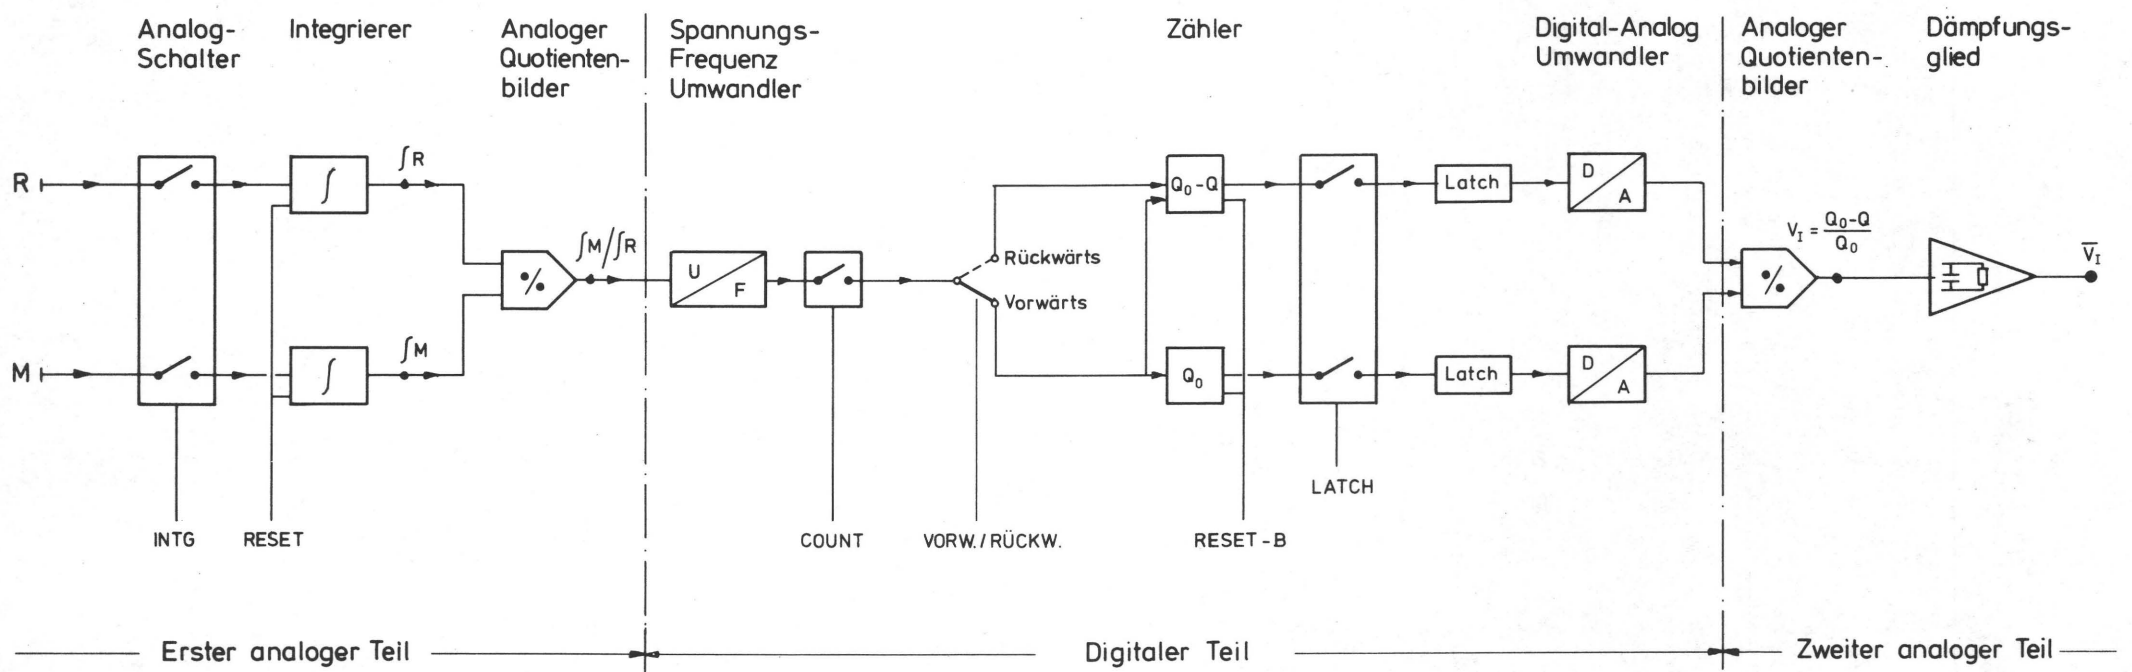 Analog-
Schalter
Integrierer
Analoger
Quotienten-
bilder
Spannungs-
Frequenz
Umwandler
Zähler
Digital-Analog
Umwandler
Analoger
Quotienten-
bilder
Dämpfungs-
glied
R
∫
∫R
M
∫
∫M
%
∫M/∫R
U
F
Rückwärts
Vorwärts
Q₀-Q
Q₀
Latch
Latch
D
A
D
A
%
V_I = Q₀-Q
Q₀
V̅_I
INTG
RESET
COUNT
VORW./RÜCKW.
RESET-B
LATCH
Erster analoger Teil
Digitaler Teil
Zweiter analoger Teil